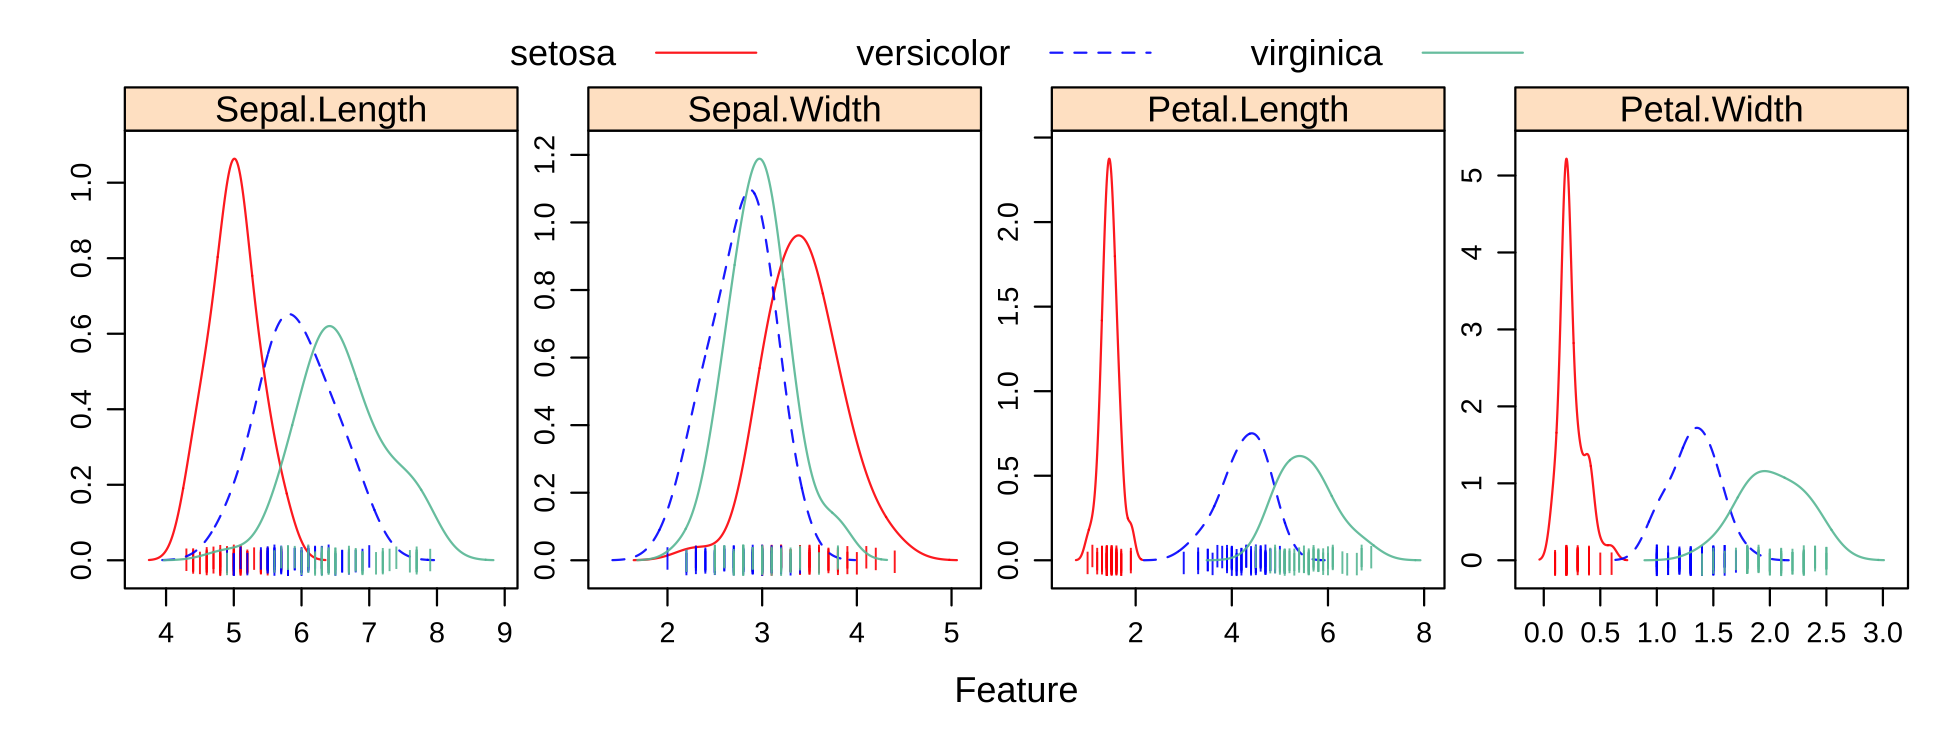 setosa versicolor virginica
Sepal.Length Sepal.Width Petal.Length Petal.Width
0.0 0.2 0.4 0.6 0.8 1.0
4 5 6 7 8 9
0.0 0.2 0.4 0.6 0.8 1.0 1.2
2 3 4 5
0.0 0.5 1.0 1.5 2.0
2 4 6 8
0 1 2 3 4 5
0.0 0.5 1.0 1.5 2.0 2.5 3.0
Feature